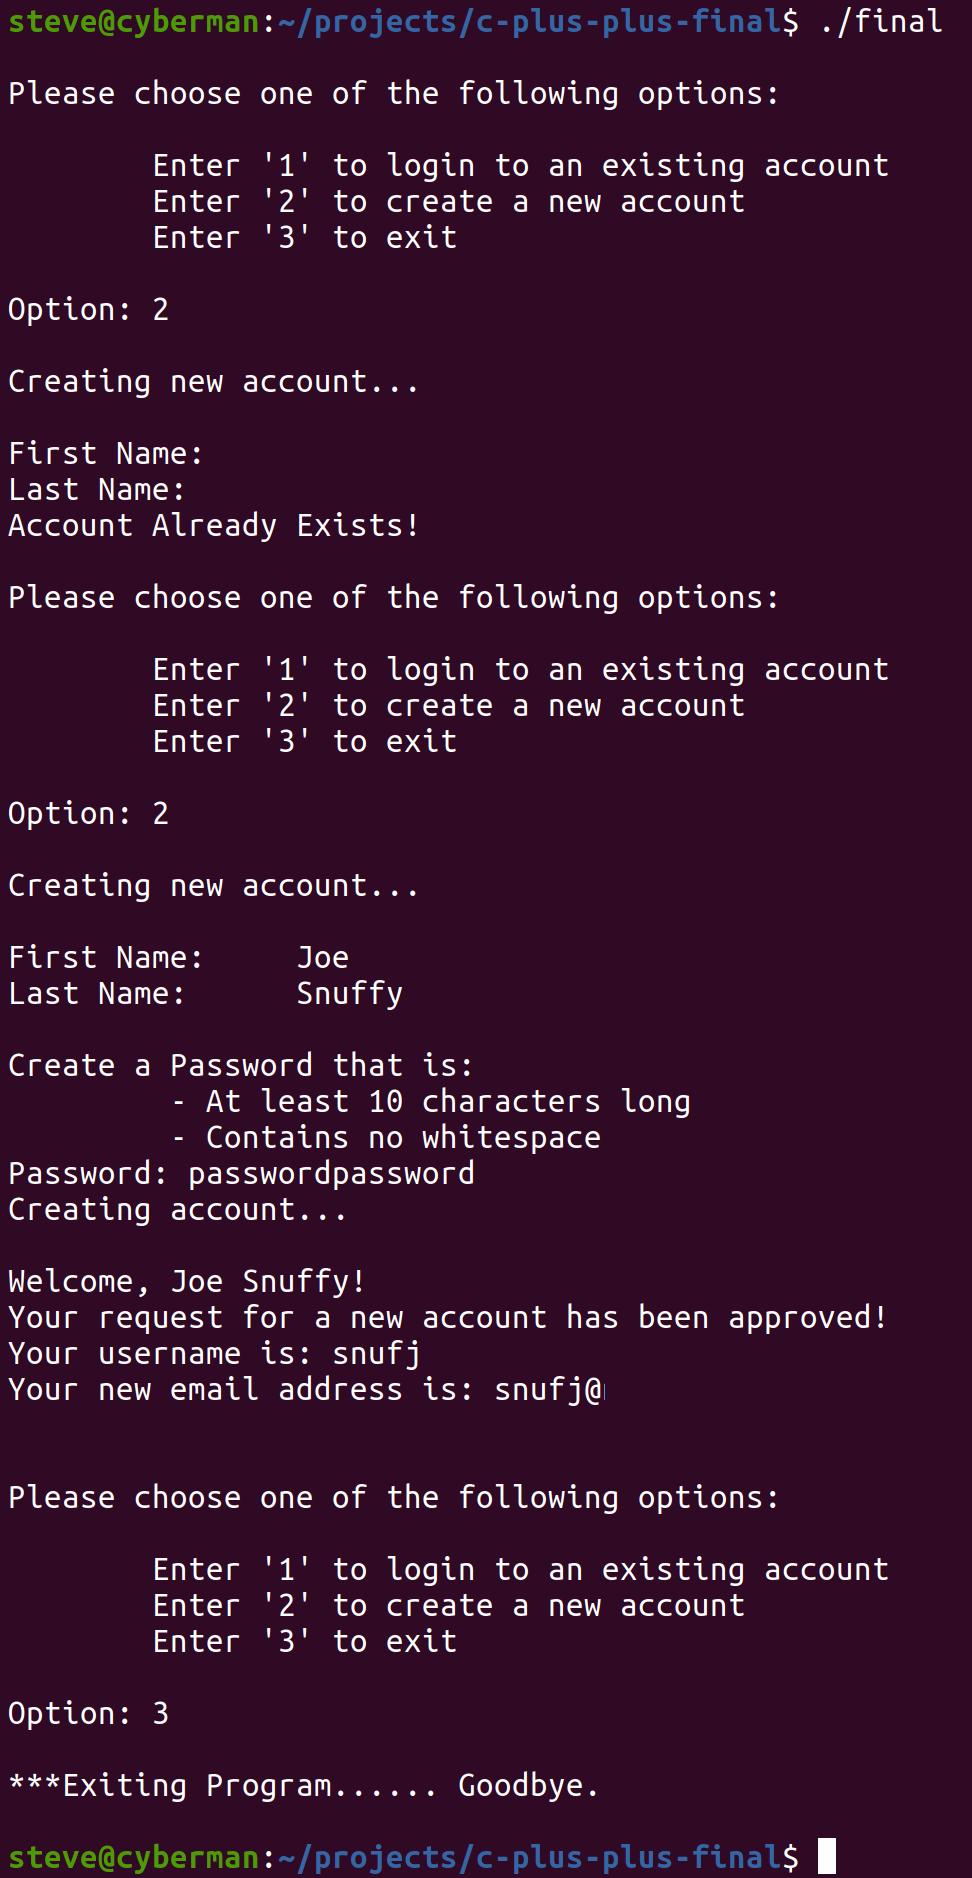 steve@cyberman:~/projects/c-plus-plus-final$ ./final
Please choose one of the following options:
Enter '1' to login to an existing account
Enter '2' to create a new account
Enter '3' to exit
Option: 2
Creating new account...
First Name:
Last Name:
Account Already Exists!
Please choose one of the following options:
Enter '1' to login to an existing account
Enter '2' to create a new account
Enter '3' to exit
Option: 2
Creating new account...
First Name: Joe
Last Name: Snuffy
Create a Password that is:
- At least 10 characters long
- Contains no whitespace
Password: passwordpassword
Creating account...
Welcome, Joe Snuffy!
Your request for a new account has been approved!
Your username is: snufj
Your new email address is: snufj@
Please choose one of the following options:
Enter '1' to login to an existing account
Enter '2' to create a new account
Enter '3' to exit
Option: 3
***Exiting Program...... Goodbye.
steve@cyberman:~/projects/c-plus-plus-final$